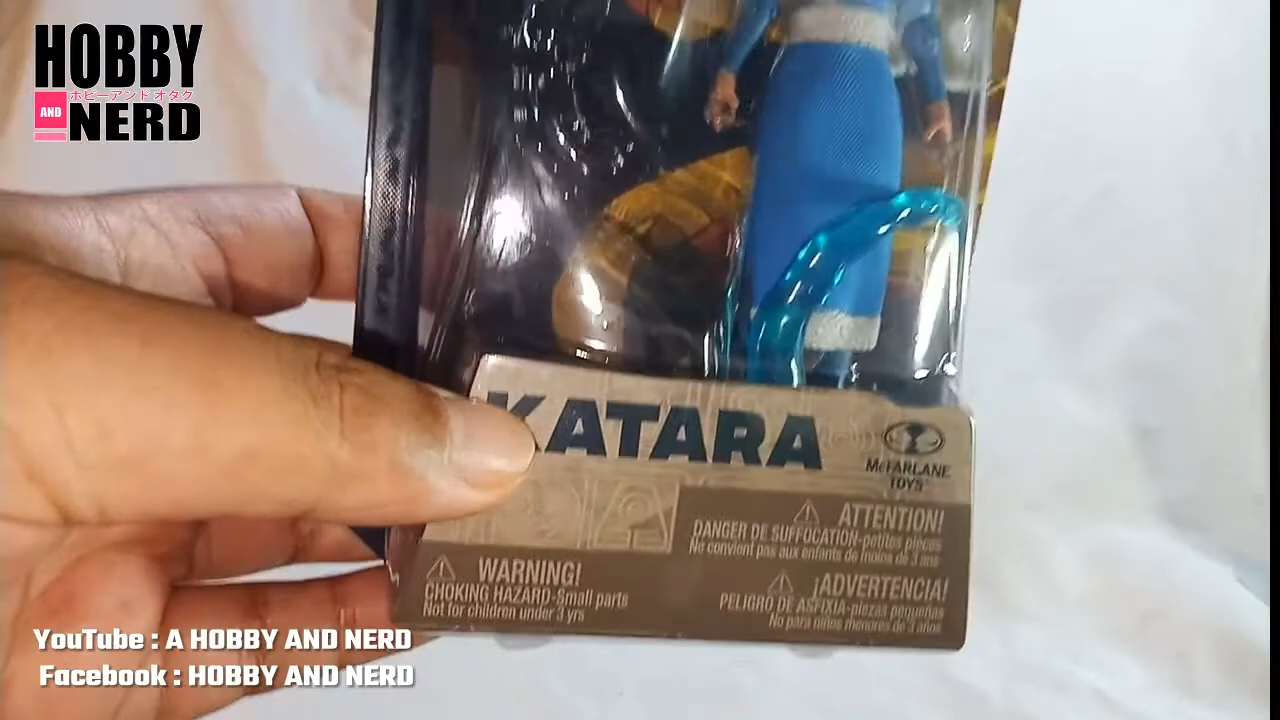 HOBBY
ホビーアンドオタク
AND
NERD
KATARA
McFARLANE
TOYS
ATTENTION!
DANGER DE SUFFOCATION-petites pièces
Ne convient pas aux enfants de moins de 3 ans
WARNING!
CHOKING HAZARD-Small parts
Not for children under 3 yrs
¡ADVERTENCIA!
PELIGRO DE ASFIXIA-piezas pequeñas
No para niños menores de 3 años
YouTube : A HOBBY AND NERD
Facebook : HOBBY AND NERD